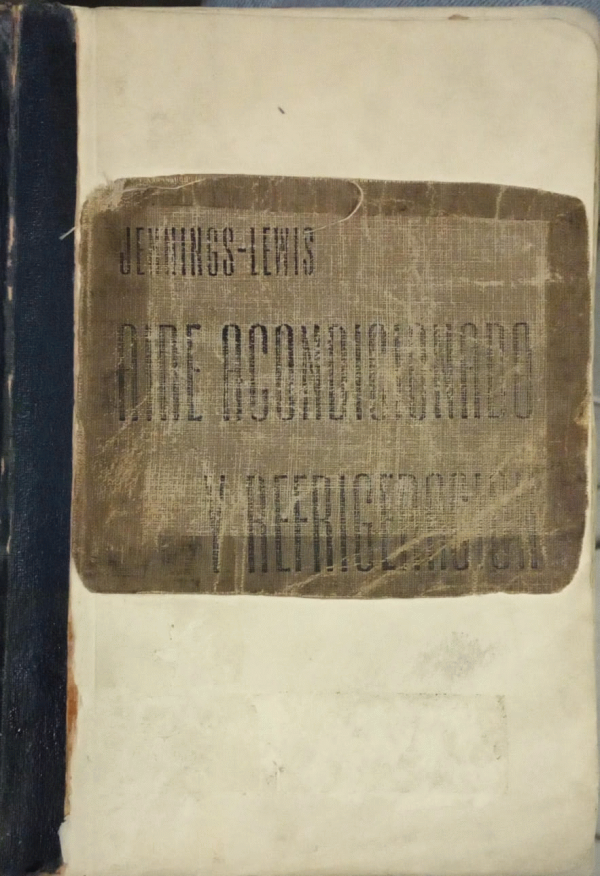 JENNINGS-LEWIS
AIRE ACONDICIONADO
Y REFRIGERACION